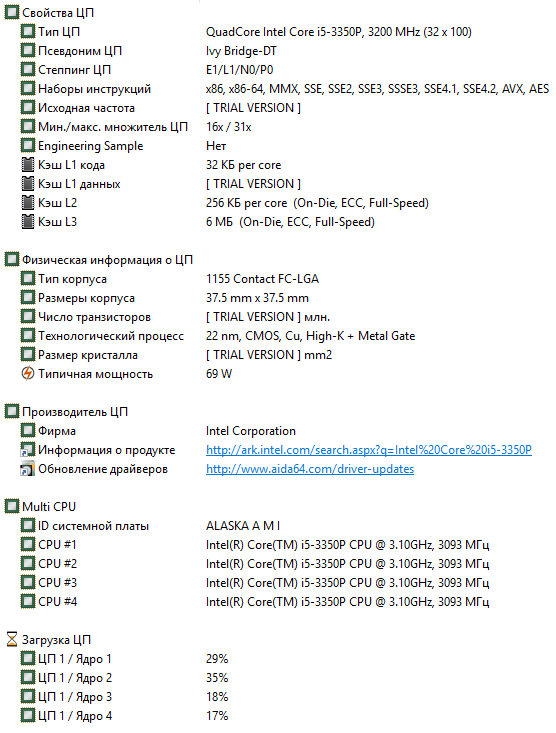 Свойства ЦП
Тип ЦП QuadCore Intel Core i5-3350P, 3200 MHz (32 x 100)
Псевдоним ЦП Ivy Bridge-DT
Степпинг ЦП E1/L1/N0/P0
Наборы инструкций x86, x86-64, MMX, SSE, SSE2, SSE3, SSSE3, SSE4.1, SSE4.2, AVX, AES
Исходная частота [ TRIAL VERSION ]
Мин./макс. множитель ЦП 16x / 31x
Engineering Sample Нет
Кэш L1 кода 32 КБ per core
Кэш L1 данных [ TRIAL VERSION ]
Кэш L2 256 КБ per core (On-Die, ECC, Full-Speed)
Кэш L3 6 МБ (On-Die, ECC, Full-Speed)
Физическая информация о ЦП
Тип корпуса 1155 Contact FC-LGA
Размеры корпуса 37.5 mm x 37.5 mm
Число транзисторов [ TRIAL VERSION ] млн.
Технологический процесс 22 nm, CMOS, Cu, High-K + Metal Gate
Размер кристалла [ TRIAL VERSION ] mm2
Типичная мощность 69 W
Производитель ЦП
Фирма Intel Corporation
Информация о продукте http://ark.intel.com/search.aspx?q=Intel%20Core%20i5-3350P
Обновление драйверов http://www.aida64.com/driver-updates
Multi CPU
ID системной платы ALASKA A M I
CPU #1 Intel(R) Core(TM) i5-3350P CPU @ 3.10GHz, 3093 МГц
CPU #2 Intel(R) Core(TM) i5-3350P CPU @ 3.10GHz, 3093 МГц
CPU #3 Intel(R) Core(TM) i5-3350P CPU @ 3.10GHz, 3093 МГц
CPU #4 Intel(R) Core(TM) i5-3350P CPU @ 3.10GHz, 3093 МГц
Загрузка ЦП
ЦП 1 / Ядро 1 29%
ЦП 1 / Ядро 2 35%
ЦП 1 / Ядро 3 18%
ЦП 1 / Ядро 4 17%